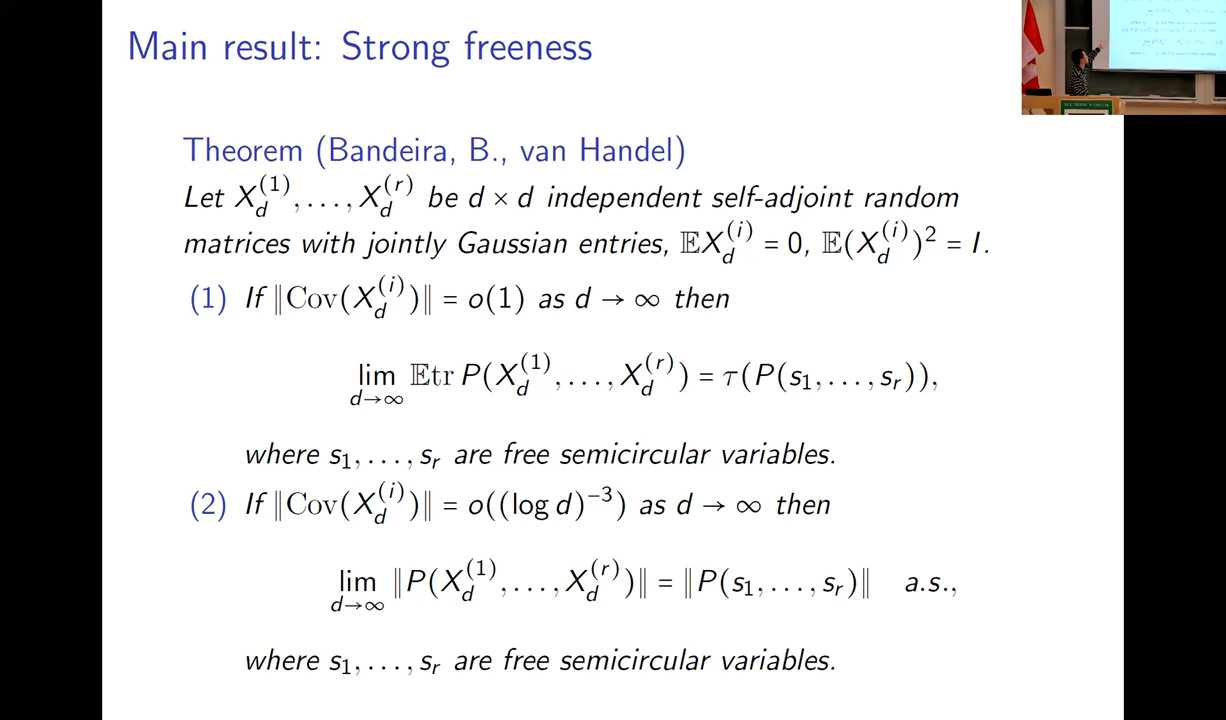 Main result: Strong freeness
Theorem (Bandeira, B., van Handel)
Let X_d^{(1)}, . . . , X_d^{(r)} be d × d independent self-adjoint random
matrices with jointly Gaussian entries, 𝔼X_d^{(i)} = 0, 𝔼(X_d^{(i)})^2 = I.
(1) If ‖Cov(X_d^{(i)})‖ = o(1) as d → ∞ then
lim_{d→∞} 𝔼tr P(X_d^{(1)}, . . . , X_d^{(r)}) = τ(P(s_1, . . . , s_r)),
where s_1, . . . , s_r are free semicircular variables.
(2) If ‖Cov(X_d^{(i)})‖ = o((log d)^{−3}) as d → ∞ then
lim_{d→∞} ‖P(X_d^{(1)}, . . . , X_d^{(r)})‖ = ‖P(s_1, . . . , s_r)‖ a.s.,
where s_1, . . . , s_r are free semicircular variables.